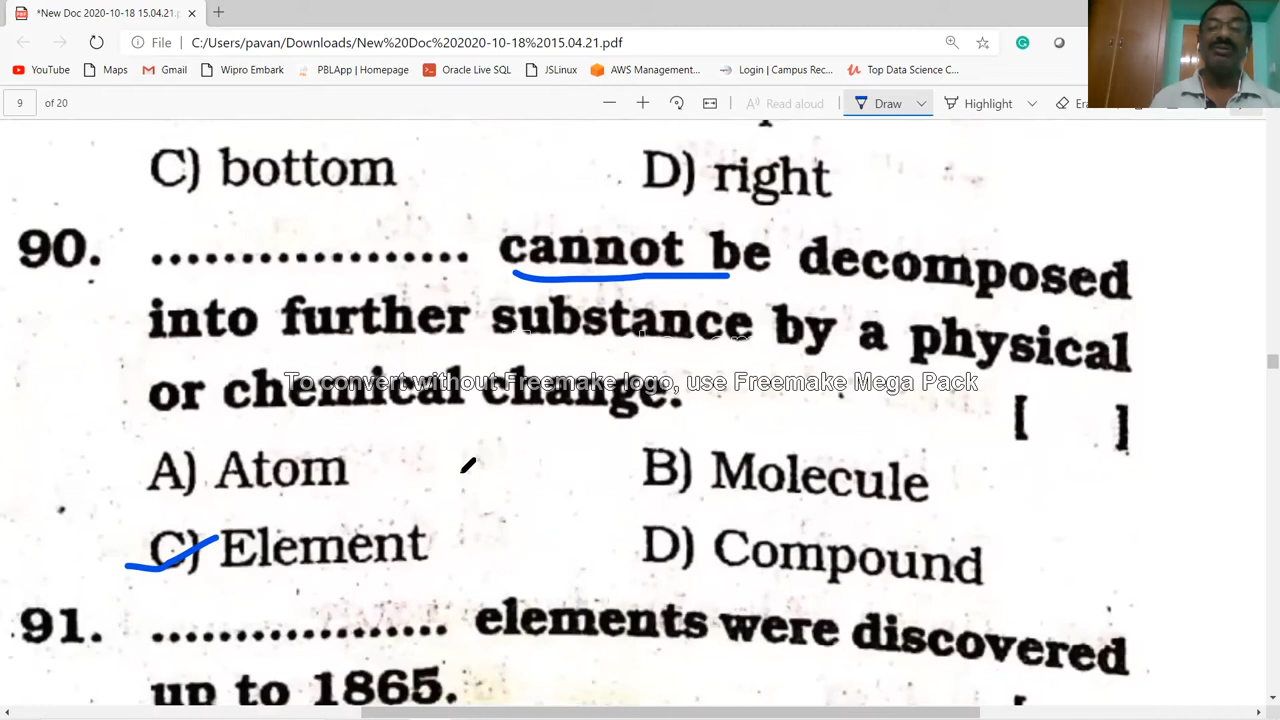 *New Doc 2020-10-18 15.04.21.
File C:/Users/pavan/Downloads/New%20Doc%202020-10-18%2015.04.21.pdf
YouTube Maps Gmail Wipro Embark PBLApp | Homepage Oracle Live SQL JSLinux AWS Management... Login | Campus Rec... Top Data Science C...
9 of 20 Read aloud Draw Highlight
C) bottom D) right
90. .................. cannot be decomposed
into further substance by a physical
To convert without Freemake logo, use Freemake Mega Pack
or chemical change. [ ]
A) Atom B) Molecule
C) Element D) Compound
91. .................. elements were discovered
up to 1865.